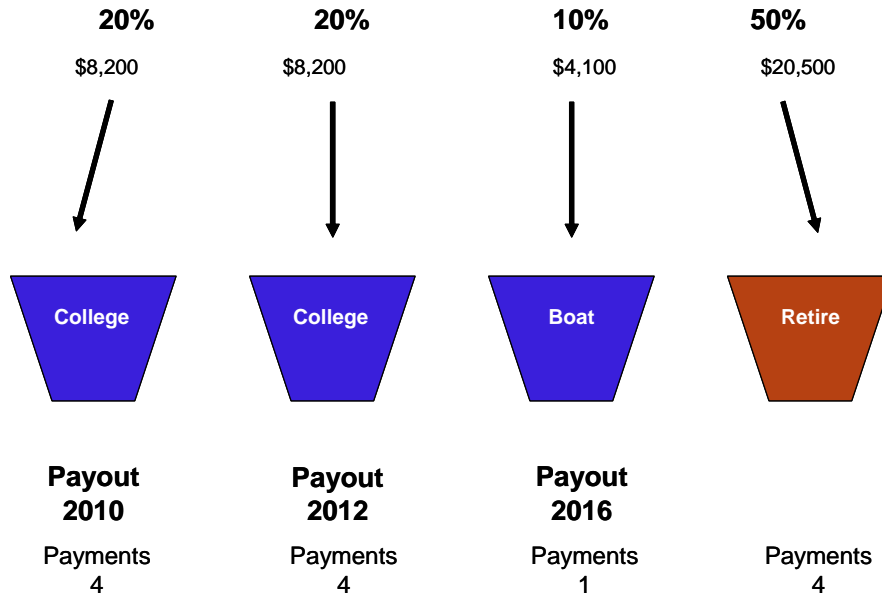 20% 20% 10% 50%
$8,200 $8,200 $4,100 $20,500
College College Boat Retire
Payout Payout Payout
2010 2012 2016
Payments Payments Payments Payments
4 4 1 4